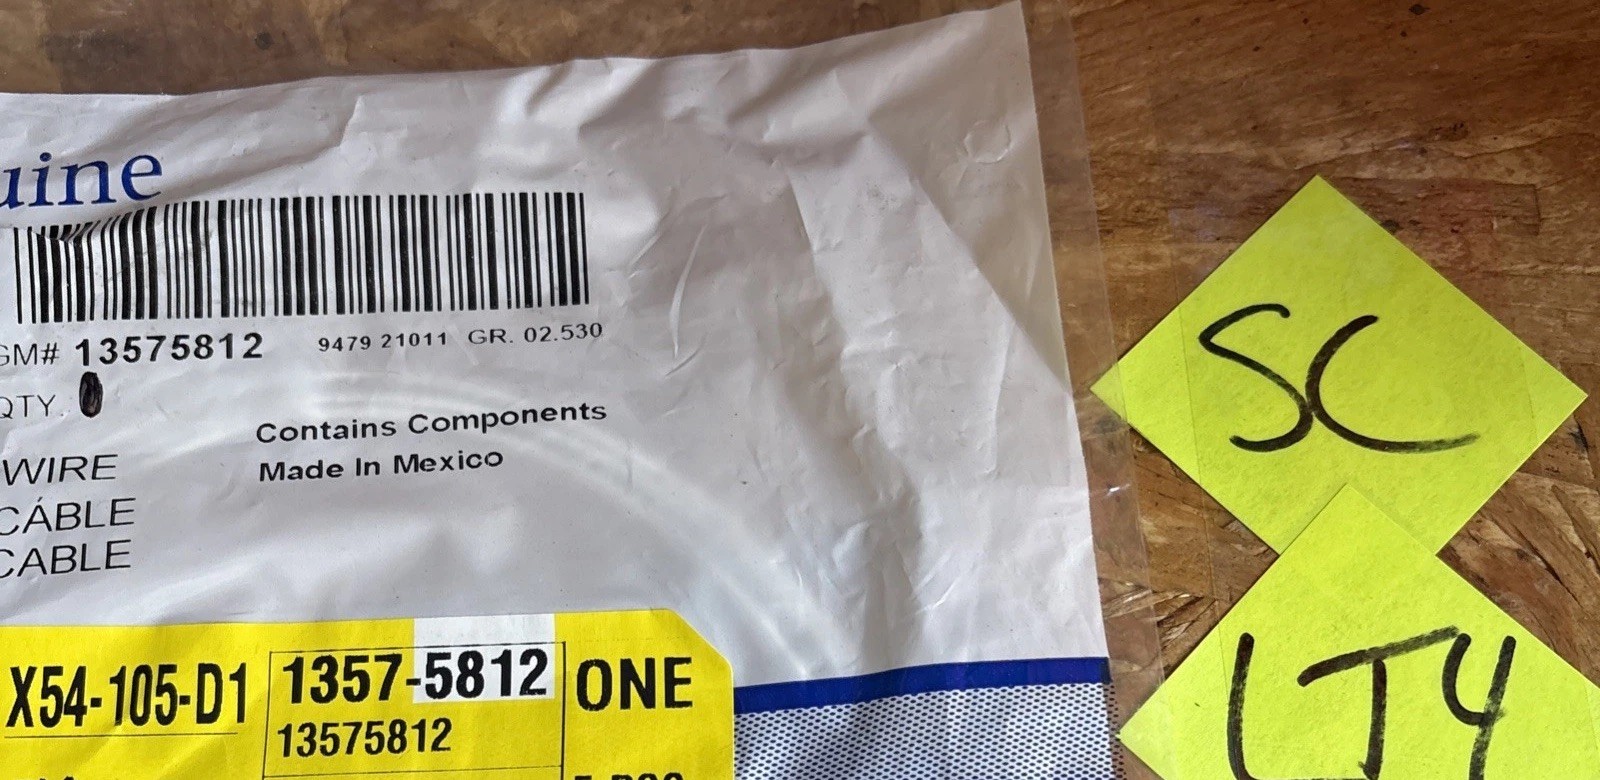 uine
GM# 13575812 9479 21011 GR. 02.530
QTY.
Contains Components
Made In Mexico
WIRE
CÁBLE
CABLE
X54-105-D1
1357-5812
13575812
ONE
SC
LT4